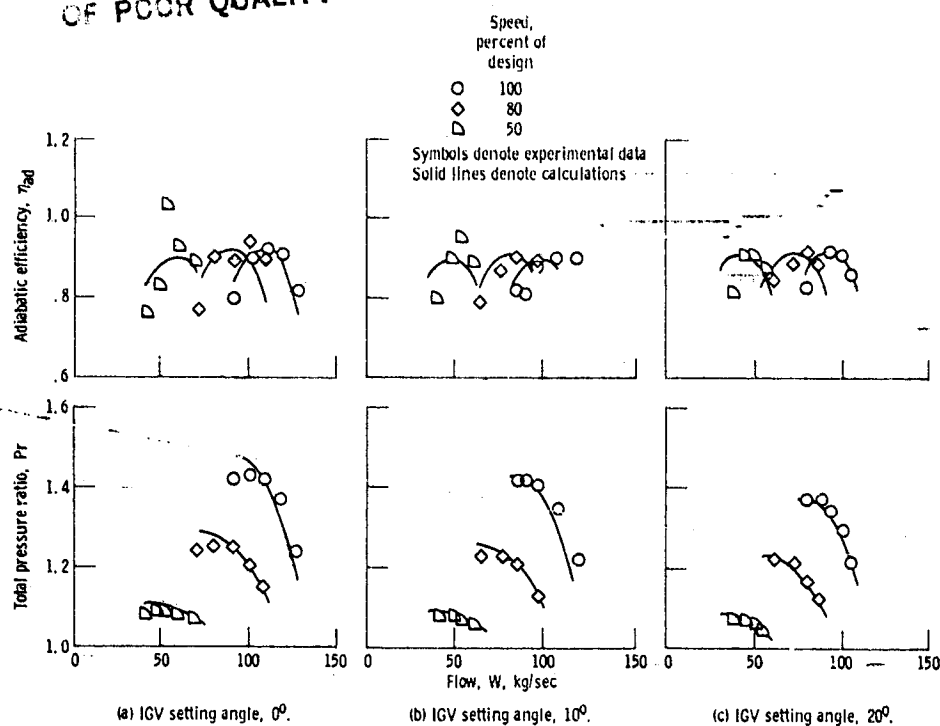 OF POOR QUALITY
Speed,
percent of
design
100
80
50
Symbols denote experimental data
Solid lines denote calculations
Adiabatic efficiency, ηad
1.2
1.0
.8
.6
Total pressure ratio, Pr
1.6
1.4
1.2
1.0
0 50 100 150
0 50 100 150
0 50 100 150
Flow, W, kg/sec
(a) IGV setting angle, 0⁰.
(b) IGV setting angle, 10⁰.
(c) IGV setting angle, 20⁰.